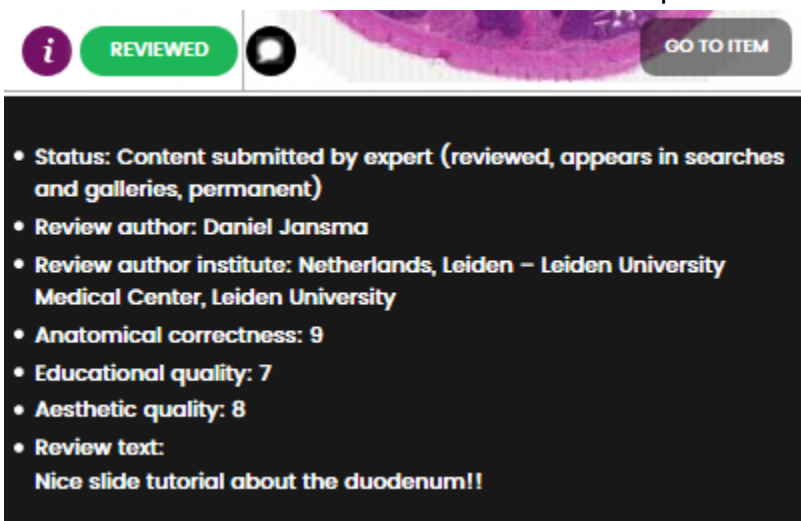 i REVIEWED GO TO ITEM
• Status: Content submitted by expert (reviewed, appears in searches
and galleries, permanent)
• Review author: Daniel Jansma
• Review author institute: Netherlands, Leiden – Leiden University
Medical Center, Leiden University
• Anatomical correctness: 9
• Educational quality: 7
• Aesthetic quality: 8
• Review text:
Nice slide tutorial about the duodenum!!